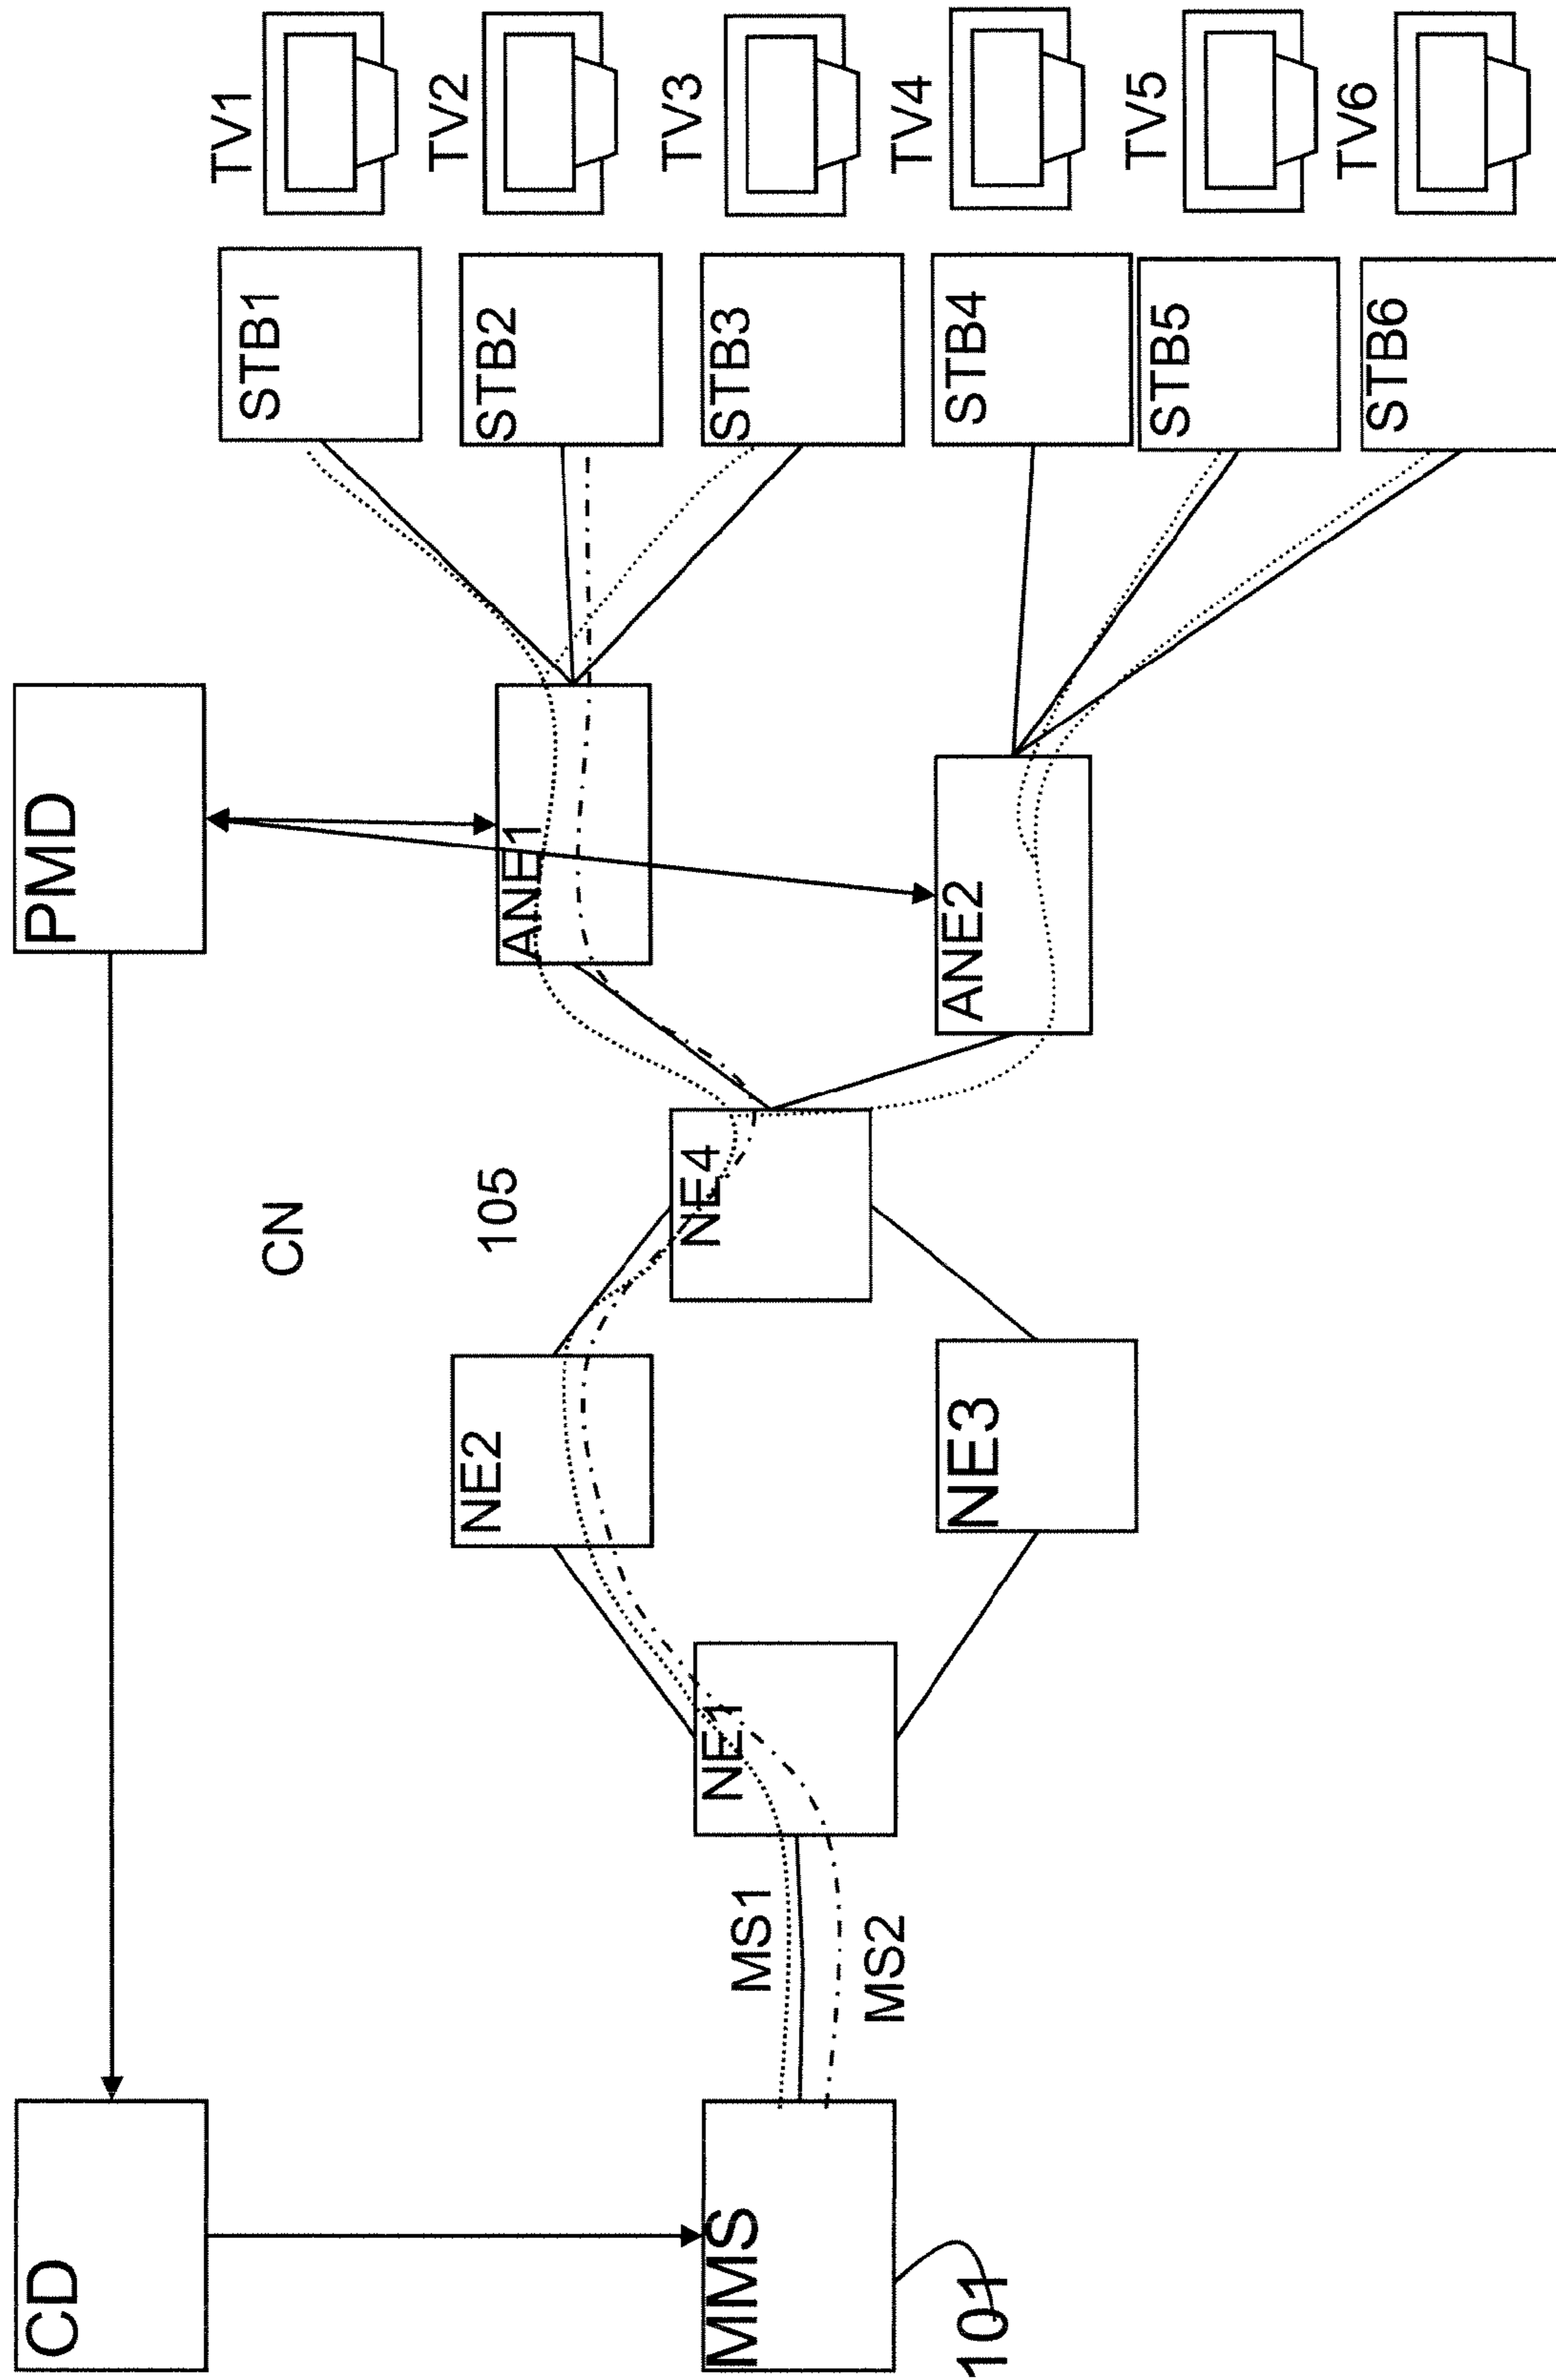 CD
PMD
CN
105
MMS
101
MS1
MS2
NE1
NE2
NE3
NE4
ANE1
ANE2
STB1
STB2
STB3
STB4
STB5
STB6
TV1
TV2
TV3
TV4
TV5
TV6